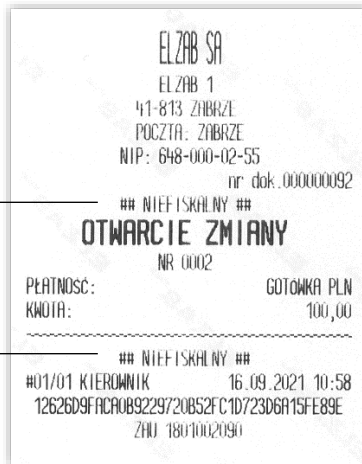 ELZAB SA
ELZAB 1
41-813 ZABRZE
POCZTA: ZABRZE
NIP: 648-000-02-55
nr dok.000000092
## NIEFISKALNY ##
OTWARCIE ZMIANY
NR 0002
PŁATNOŚĆ: GOTÓWKA PLN
KWOTA: 100,00
## NIEFISKALNY ##
#01/01 KIEROWNIK 16.09.2021 10:58
12626D9FACA0B9229720B52FC1D723D6A15FE89E
ZAU 1801002090